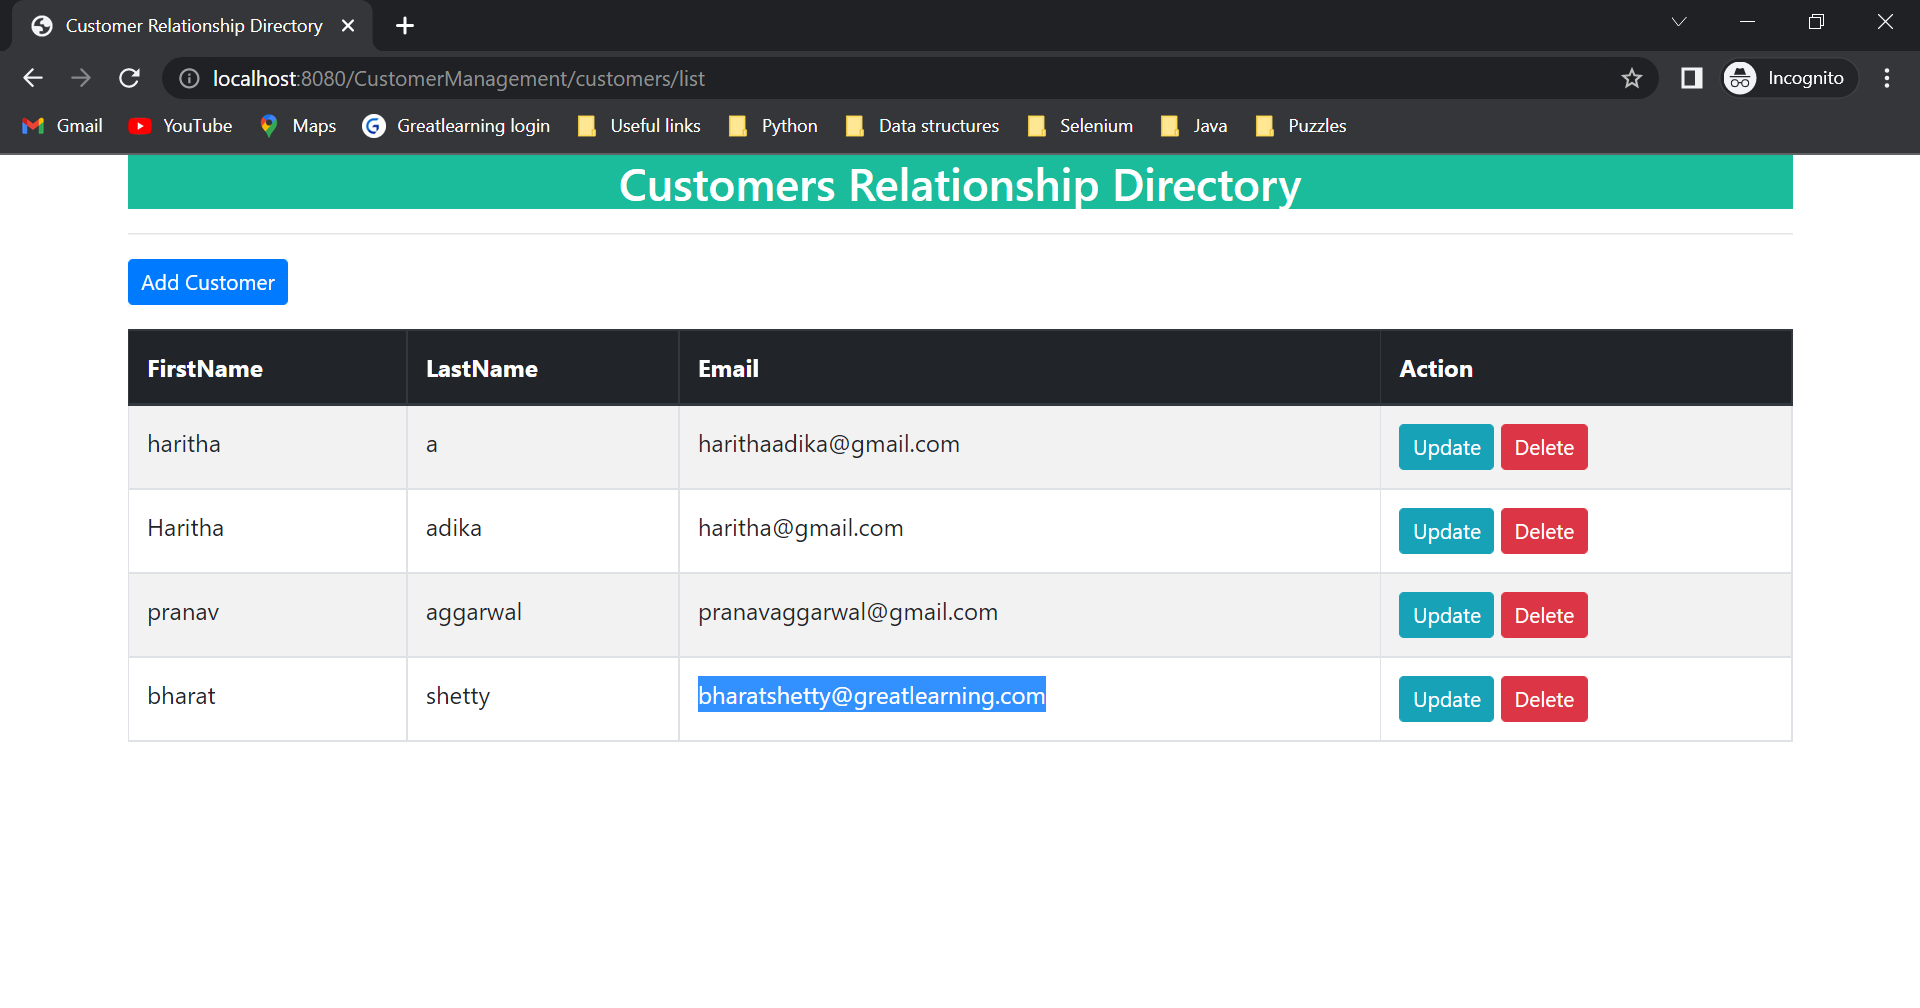 Customer Relationship Directory
localhost:8080/CustomerManagement/customers/list
Incognito
Gmail YouTube Maps Greatlearning login Useful links Python Data structures Selenium Java Puzzles
Customers Relationship Directory
Add Customer
FirstName LastName Email Action
haritha a harithaadika@gmail.com Update Delete
Haritha adika haritha@gmail.com Update Delete
pranav aggarwal pranavaggarwal@gmail.com Update Delete
bharat shetty bharatshetty@greatlearning.com Update Delete